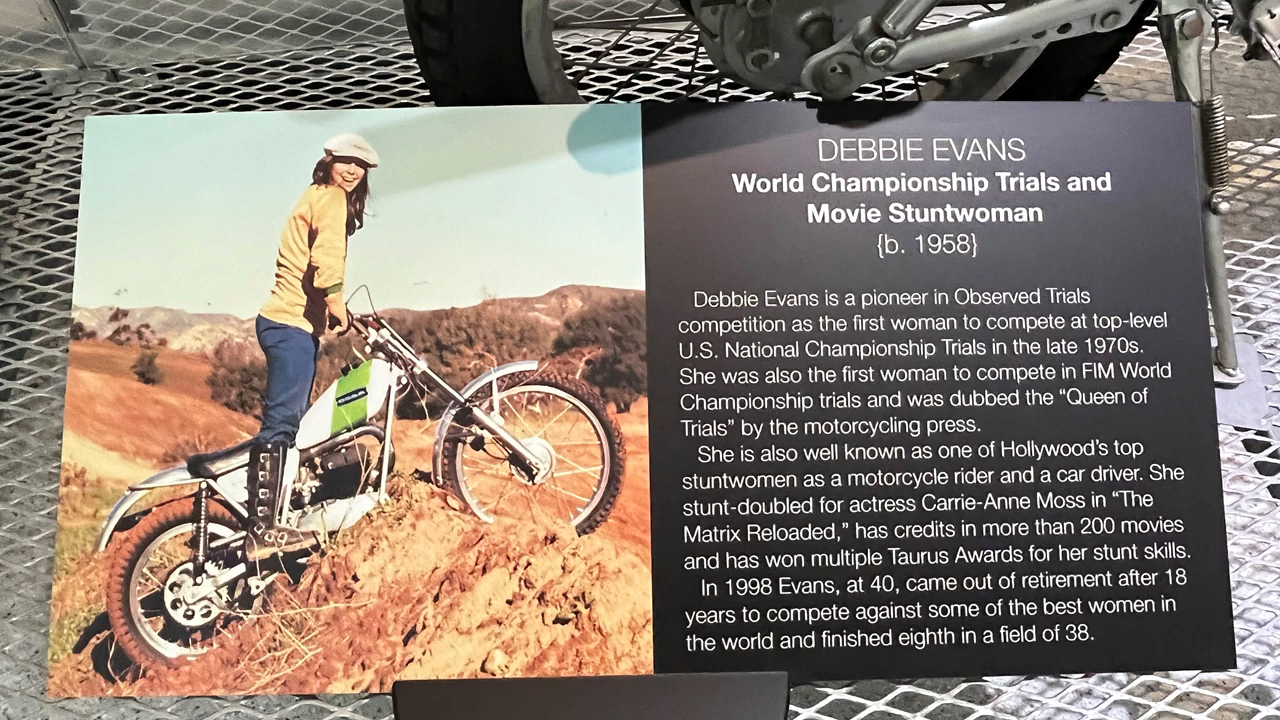 DEBBIE EVANS
World Championship Trials and
Movie Stuntwoman
{b. 1958}
Debbie Evans is a pioneer in Observed Trials
competition as the first woman to compete at top-level
U.S. National Championship Trials in the late 1970s.
She was also the first woman to compete in FIM World
Championship trials and was dubbed the “Queen of
Trials” by the motorcycling press.
She is also well known as one of Hollywood’s top
stuntwomen as a motorcycle rider and a car driver. She
stunt-doubled for actress Carrie-Anne Moss in “The
Matrix Reloaded,” has credits in more than 200 movies
and has won multiple Taurus Awards for her stunt skills.
In 1998 Evans, at 40, came out of retirement after 18
years to compete against some of the best women in
the world and finished eighth in a field of 38.